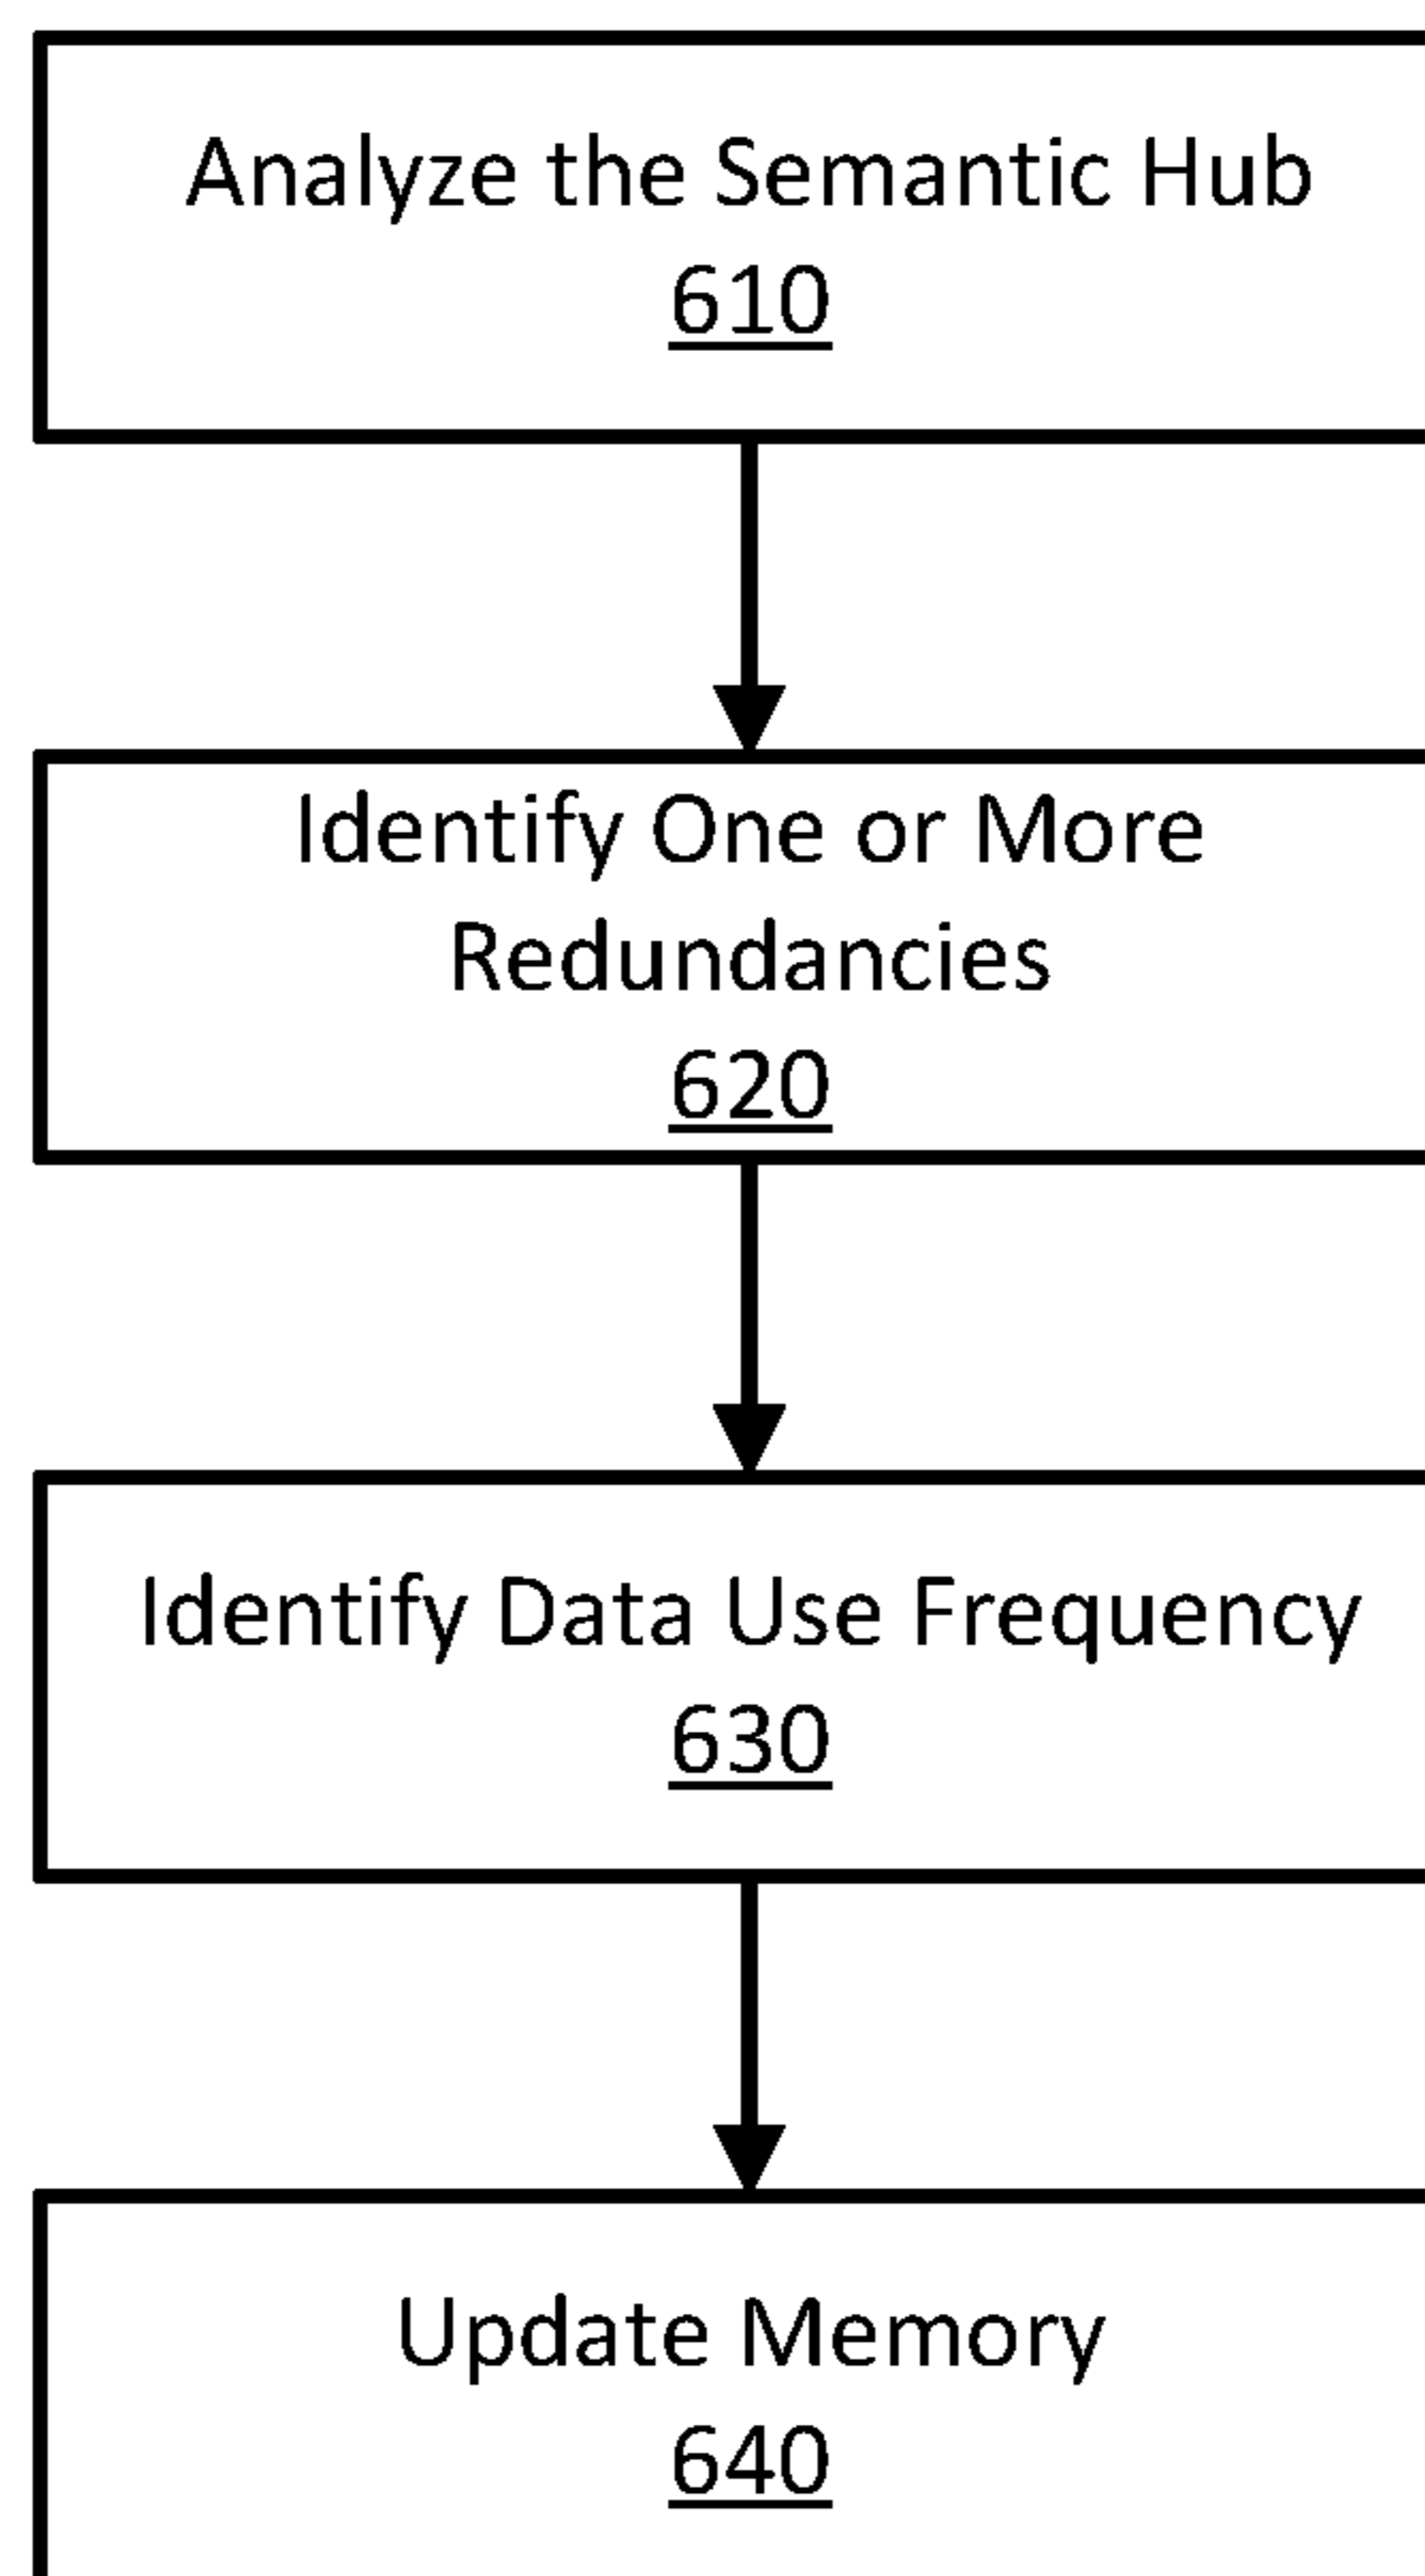 Analyze the Semantic Hub
610
Identify One or More
Redundancies
620
Identify Data Use Frequency
630
Update Memory
640